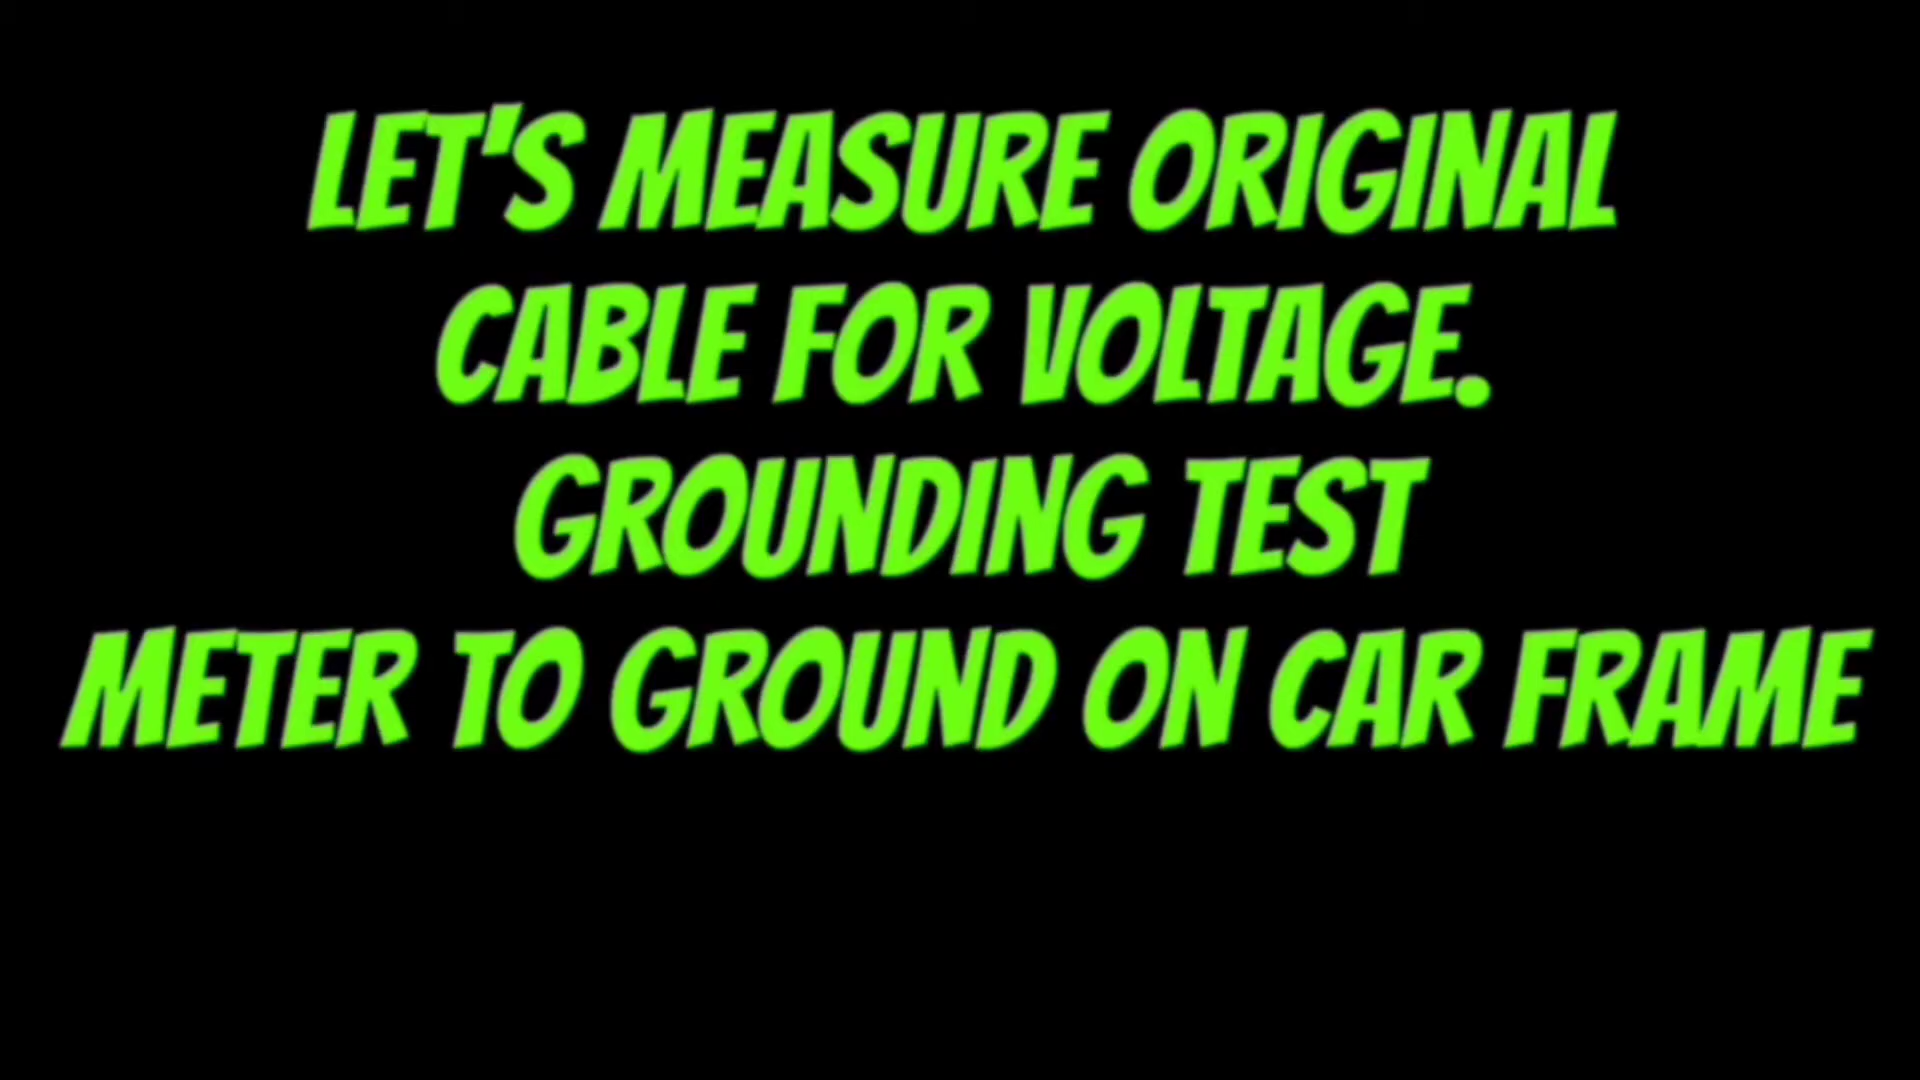 LET'S MEASURE ORIGINAL
CABLE FOR VOLTAGE.
GROUNDING TEST
METER TO GROUND ON CAR FRAME